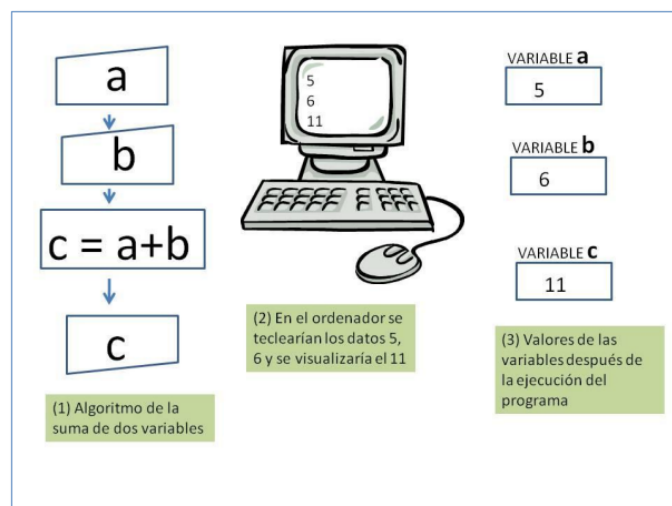 a
b
c = a+b
c
(1) Algoritmo de la
suma de dos variables
5
6
11
(2) En el ordenador se
teclearían los datos 5,
6 y se visualizaría el 11
VARIABLE a
5
VARIABLE b
6
VARIABLE c
11
(3) Valores de las
variables después de
la ejecución del
programa